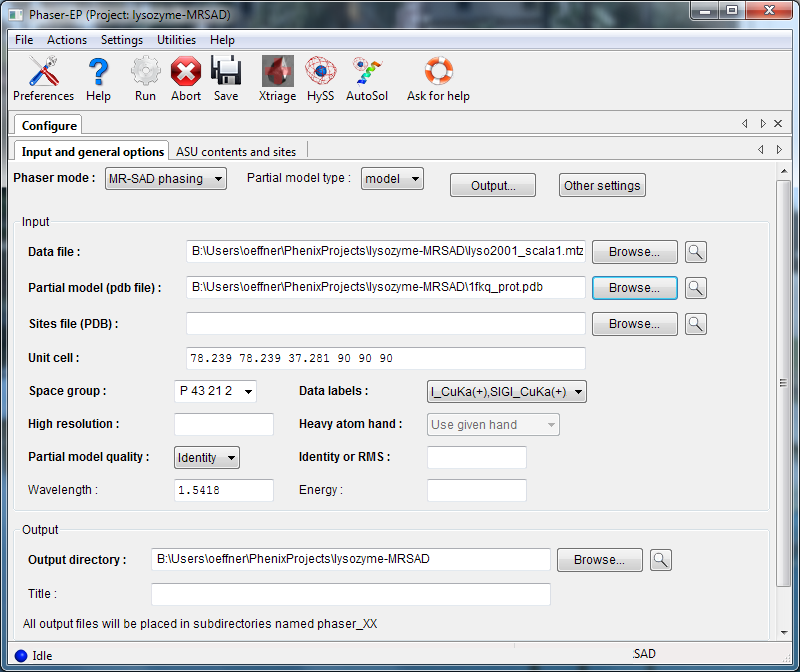 Phaser-EP (Project: lysozyme-MRSAD)
File Actions Settings Utilities Help
Preferences Help Run Abort Save Xtriage HySS AutoSol Ask for help
Configure
Input and general options ASU contents and sites
Phaser mode : MR-SAD phasing Partial model type : model Output... Other settings
Input
Data file : B:\Users\oeffner\PhenixProjects\lysozyme-MRSAD\lyso2001_scala1.mtz Browse...
Partial model (pdb file) : B:\Users\oeffner\PhenixProjects\lysozyme-MRSAD\1fkq_prot.pdb Browse...
Sites file (PDB) : Browse...
Unit cell : 78.239 78.239 37.281 90 90 90
Space group : P 43 21 2 Data labels : I_CuKa(+),SIGI_CuKa(+)
High resolution : Heavy atom hand : Use given hand
Partial model quality : Identity Identity or RMS :
Wavelength : 1.5418 Energy :
Output
Output directory : B:\Users\oeffner\PhenixProjects\lysozyme-MRSAD Browse...
Title :
All output files will be placed in subdirectories named phaser_XX
Idle .SAD